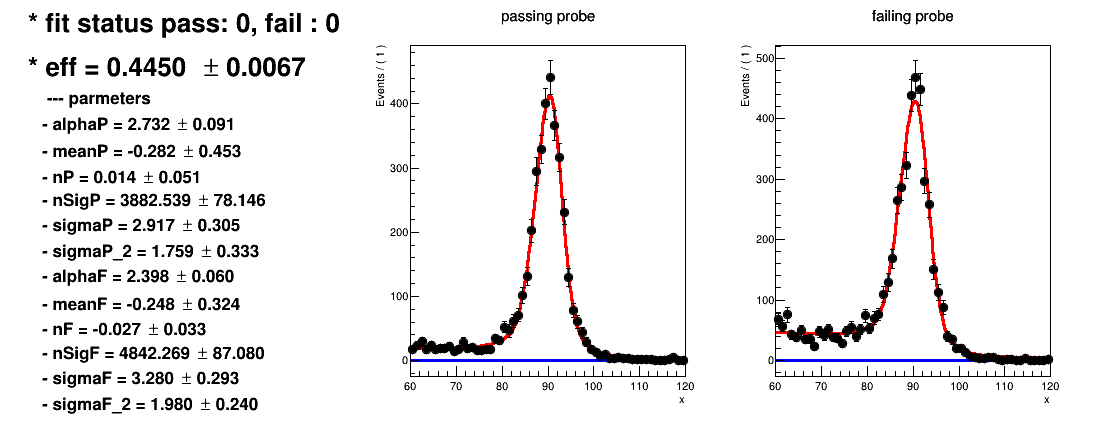 * fit status pass: 0, fail : 0
* eff = 0.4450 ± 0.0067
--- parmeters
- alphaP = 2.732 ± 0.091
- meanP = -0.282 ± 0.453
- nP = 0.014 ± 0.051
- nSigP = 3882.539 ± 78.146
- sigmaP = 2.917 ± 0.305
- sigmaP_2 = 1.759 ± 0.333
- alphaF = 2.398 ± 0.060
- meanF = -0.248 ± 0.324
- nF = -0.027 ± 0.033
- nSigF = 4842.269 ± 87.080
- sigmaF = 3.280 ± 0.293
- sigmaF_2 = 1.980 ± 0.240
passing probe
Events / ( 1 )
400
300
200
100
0
60 70 80 90 100 110 120
x
failing probe
Events / ( 1 )
500
400
300
200
100
0
60 70 80 90 100 110 120
x